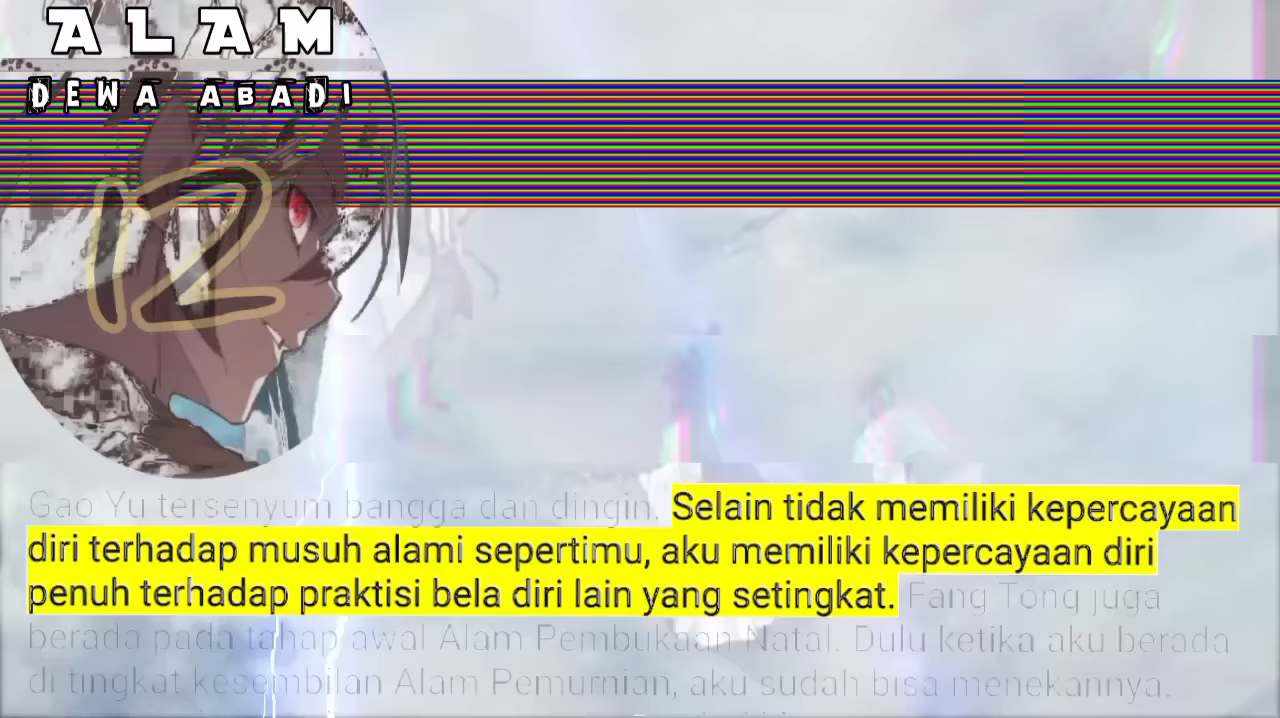 ALAM
DEWA ABADI
12
Gao Yu tersenyum bangga dan dingin. Selain tidak memiliki kepercayaan
diri terhadap musuh alami sepertimu, aku memiliki kepercayaan diri
penuh terhadap praktisi bela diri lain yang setingkat. Fang Tong juga
berada pada tahap awal Alam Pembukaan Natal. Dulu ketika aku berada
di tingkat kesembilan Alam Pemurnian, aku sudah bisa menekannya.